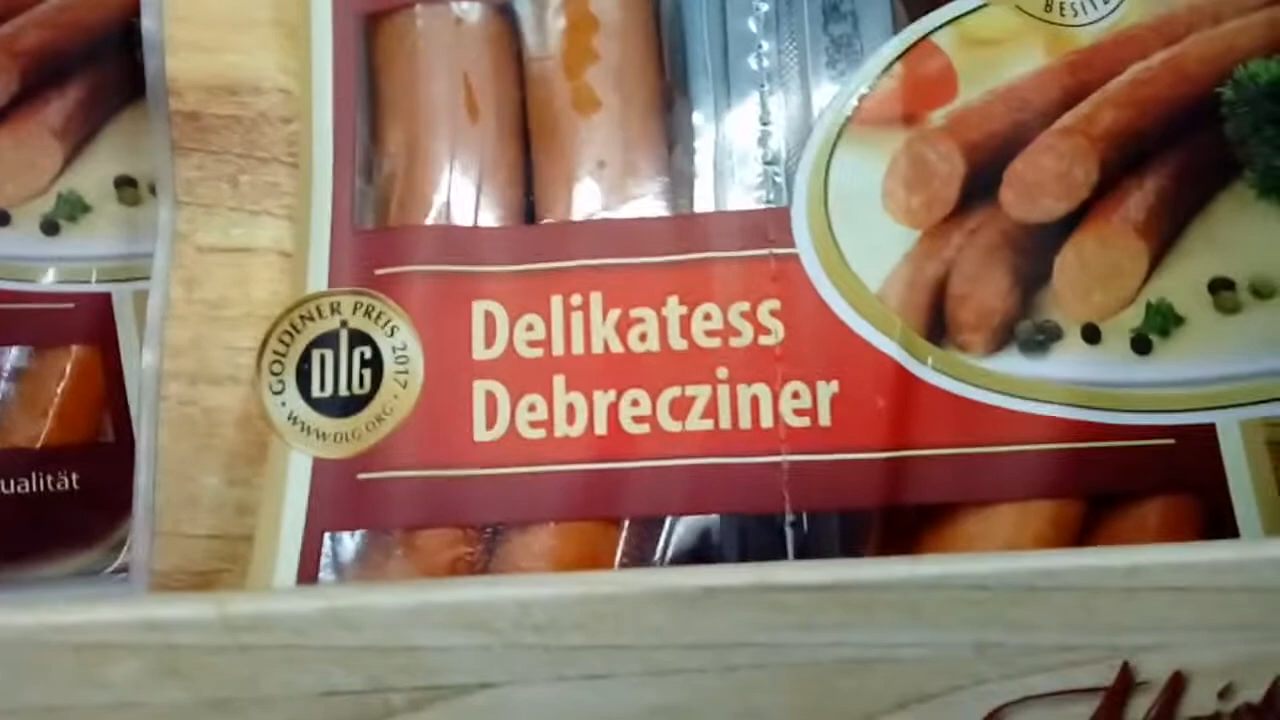 GOLDENER PREIS 2017
DLG
WWW.DLG.ORG
Delikatess
Debrecziner
ualität